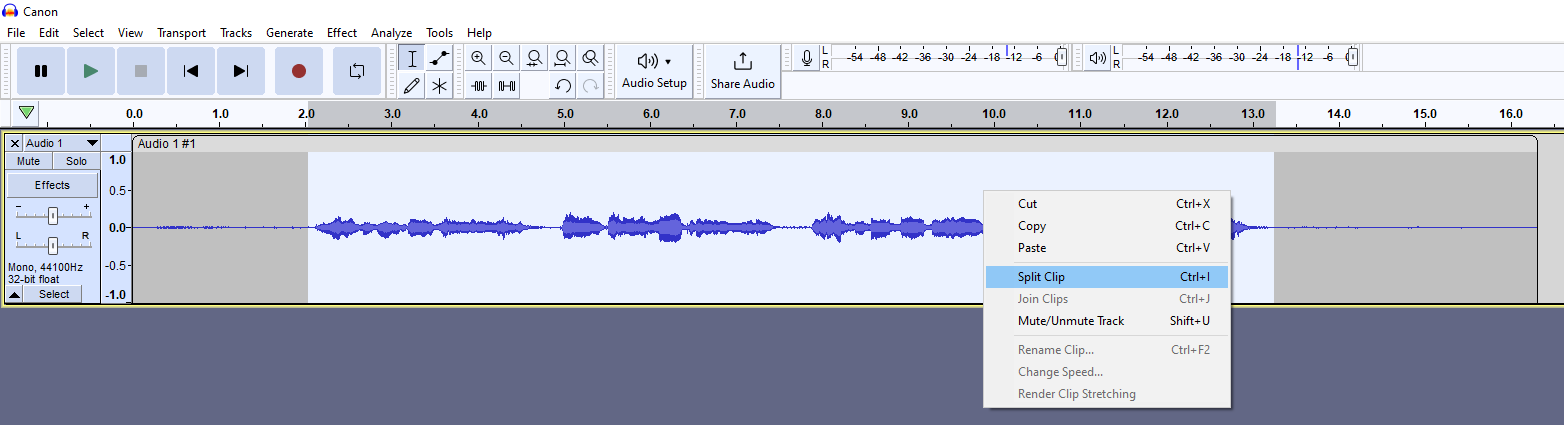 Canon
File Edit Select View Transport Tracks Generate Effect Analyze Tools Help
Audio Setup
Share Audio
L
R
-54 -48 -42 -36 -30 -24 -18 -12 -6 0
L
R
-54 -48 -42 -36 -30 -24 -18 -12 -6 0
0.0 1.0 2.0 3.0 4.0 5.0 6.0 7.0 8.0 9.0 10.0 11.0 12.0 13.0 14.0 15.0 16.0
Audio 1
Audio 1 #1
Mute Solo
Effects
- +
L R
Mono, 44100Hz
32-bit float
Select
1.0
0.5
0.0
-0.5
-1.0
Cut Ctrl+X
Copy Ctrl+C
Paste Ctrl+V
Split Clip Ctrl+I
Join Clips Ctrl+J
Mute/Unmute Track Shift+U
Rename Clip... Ctrl+F2
Change Speed...
Render Clip Stretching